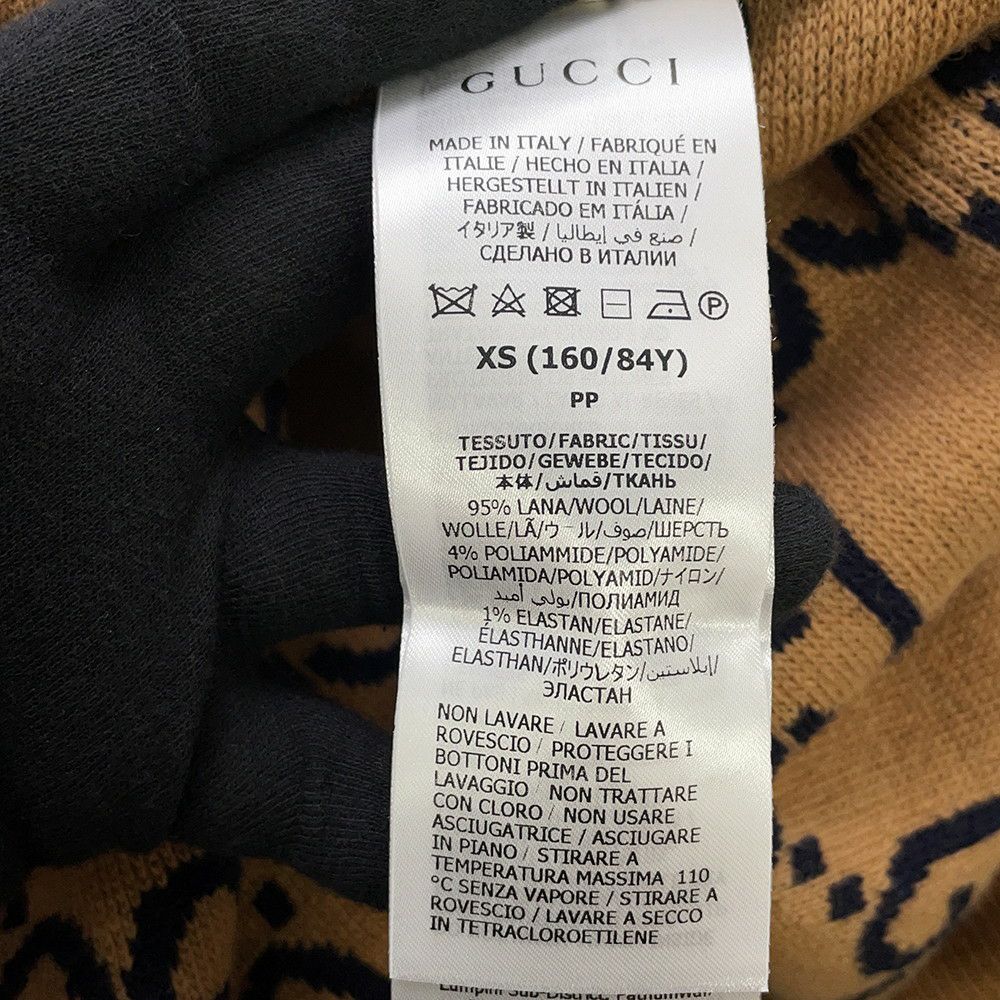 GUCCI
MADE IN ITALY / FABRIQUÉ EN
ITALIE / HECHO EN ITALIA /
HERGESTELLT IN ITALIEN /
FABRICADO EM ITÁLIA /
イタリア製 / صنع في إيطاليا /
СДЕЛАНО В ИТАЛИИ
P
XS (160/84Y)
PP
TESSUTO/FABRIC/TISSU/
TEJIDO/GEWEBE/TECIDO/
本体/قماش/ТКАНЬ
95% LANA/WOOL/LAINE/
WOLLE/LÃ/ウール/صوف/ШЕРСТЬ
4% POLIAMMIDE/POLYAMIDE/
POLIAMIDA/POLYAMID/ナイロン/
بولي أميد/ПОЛИАМИД
1% ELASTAN/ELASTANE/
ÉLASTHANNE/ELASTANO/
ELASTHAN/ポリウレタン/إيلاستين/
ЭЛАСТАН
NON LAVARE / LAVARE A
ROVESCIO / PROTEGGERE I
BOTTONI PRIMA DEL
LAVAGGIO / NON TRATTARE
CON CLORO / NON USARE
ASCIUGATRICE / ASCIUGARE
IN PIANO / STIRARE A
TEMPERATURA MASSIMA 110
°C SENZA VAPORE / STIRARE A
ROVESCIO / LAVARE A SECCO
IN TETRACLOROETILENE
Lumpini Sub-District,